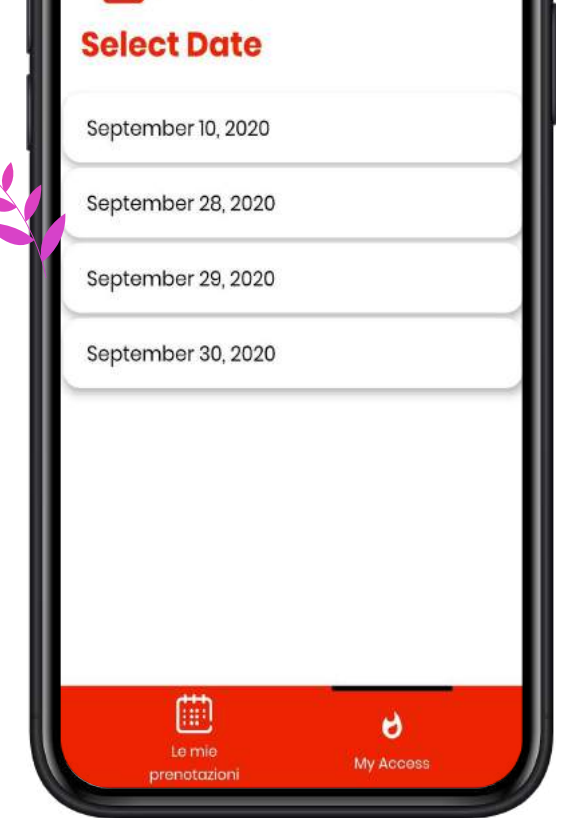 Select Date
September 10, 2020
September 28, 2020
September 29, 2020
September 30, 2020
Le mie
prenotazioni
My Access